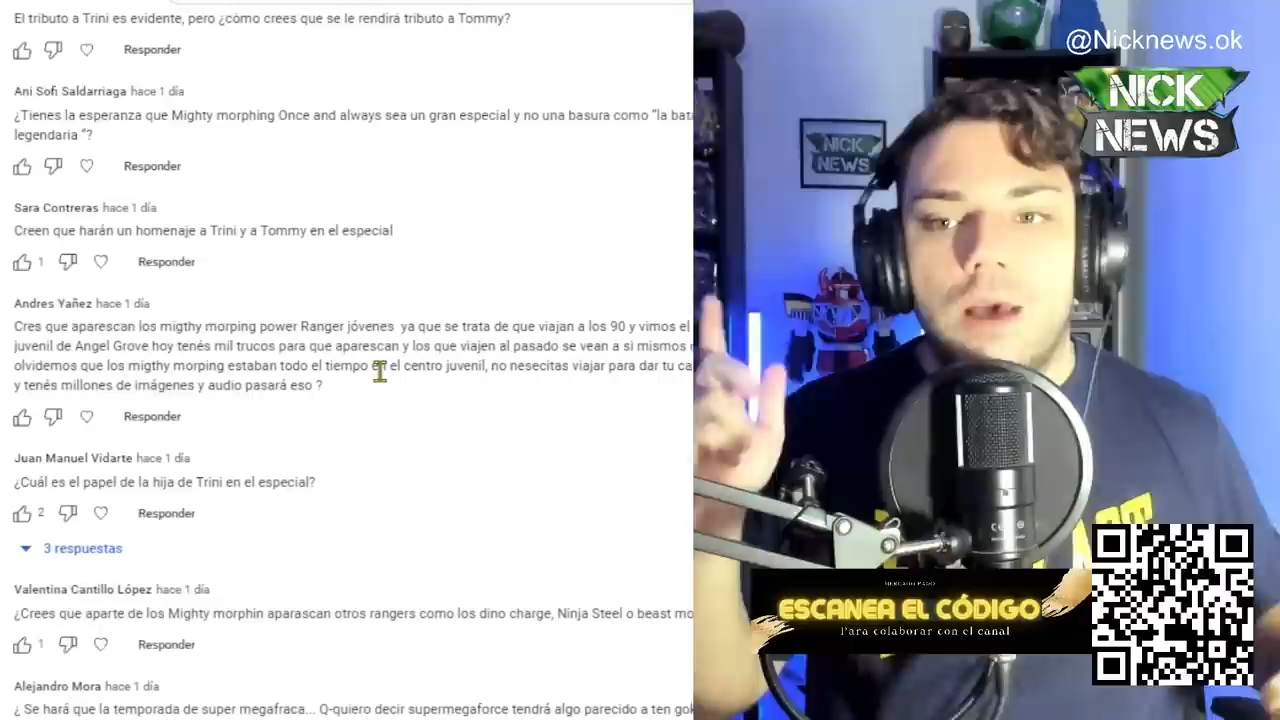 El tributo a Trini es evidente, pero ¿cómo crees que se le rendirá tributo a Tommy?
Responder
Ani Sofi Saldarriaga hace 1 día
¿Tienes la esperanza que Mighty morphing Once and always sea un gran especial y no una basura como “la bata
legendaria ”?
Responder
Sara Contreras hace 1 día
Creen que harán un homenaje a Trini y a Tommy en el especial
1 Responder
Andres Yañez hace 1 día
Cres que aparescan los migthy morping power Ranger jóvenes ya que se trata de que viajan a los 90 y vimos el
juvenil de Angel Grove hoy tenés mil trucos para que aparescan y los que viajen al pasado se vean a si mismos
olvidemos que los migthy morping estaban todo el tiempo el centro juvenil, no nesecitas viajar para dar tu ca
y tenés millones de imágenes y audio pasará eso ?
Responder
Juan Manuel Vidarte hace 1 día
¿Cuál es el papel de la hija de Trini en el especial?
2 Responder
3 respuestas
Valentina Cantillo López hace 1 día
¿Crees que aparte de los Mighty morphin aparascan otros rangers como los dino charge, Ninja Steel o beast mo
1 Responder
Alejandro Mora hace 1 día
¿ Se hará que la temporada de super megafraca... Q-quiero decir supermegaforce tendrá algo parecido a ten gok
@Nicknews.ok
NICK
NEWS
NICK
NEWS
MERCADO PAGO
ESCANEA EL CÓDIGO
Para colaborar con el canal